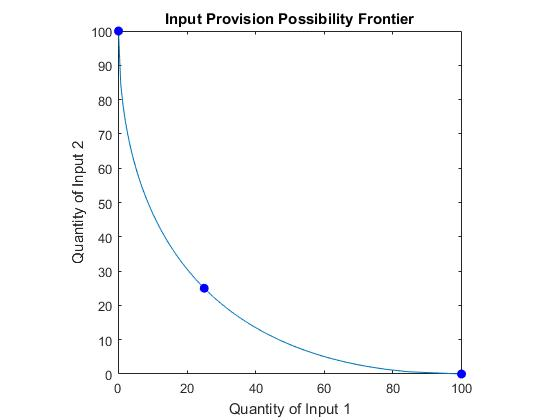 Input Provision Possibility Frontier
100
90
80
70
60
50
40
30
20
10
0
Quantity of Input 2
0 20 40 60 80 100
Quantity of Input 1